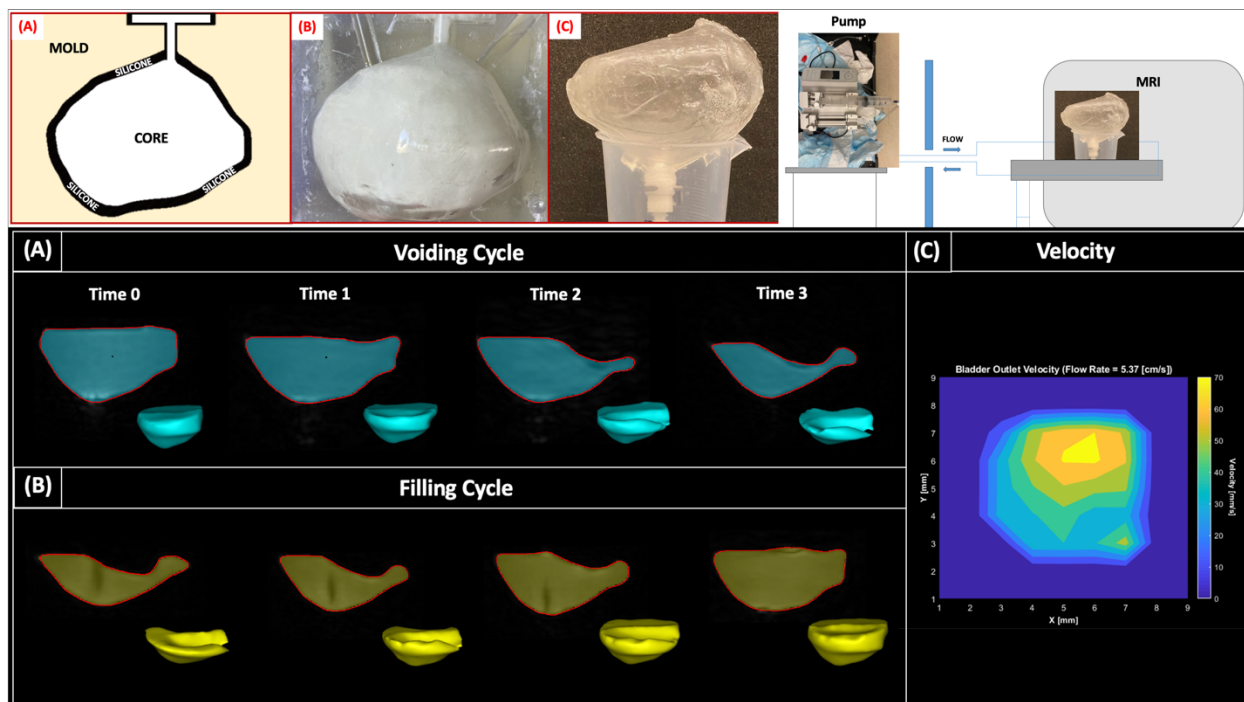 (A)
MOLD
SILICONE
CORE
SILICONE
SILICONE
(B)
(C)
Pump
FLOW
MRI
(A)
Voiding Cycle
Time 0
Time 1
Time 2
Time 3
(B)
Filling Cycle
(C)
Velocity
Bladder Outlet Velocity (Flow Rate = 5.37 [cm/s])
9
8
7
6
5
4
3
2
1
Y [mm]
1 2 3 4 5 6 7 8 9
X [mm]
70
60
50
40
30
20
10
0
Velocity [mm/s]